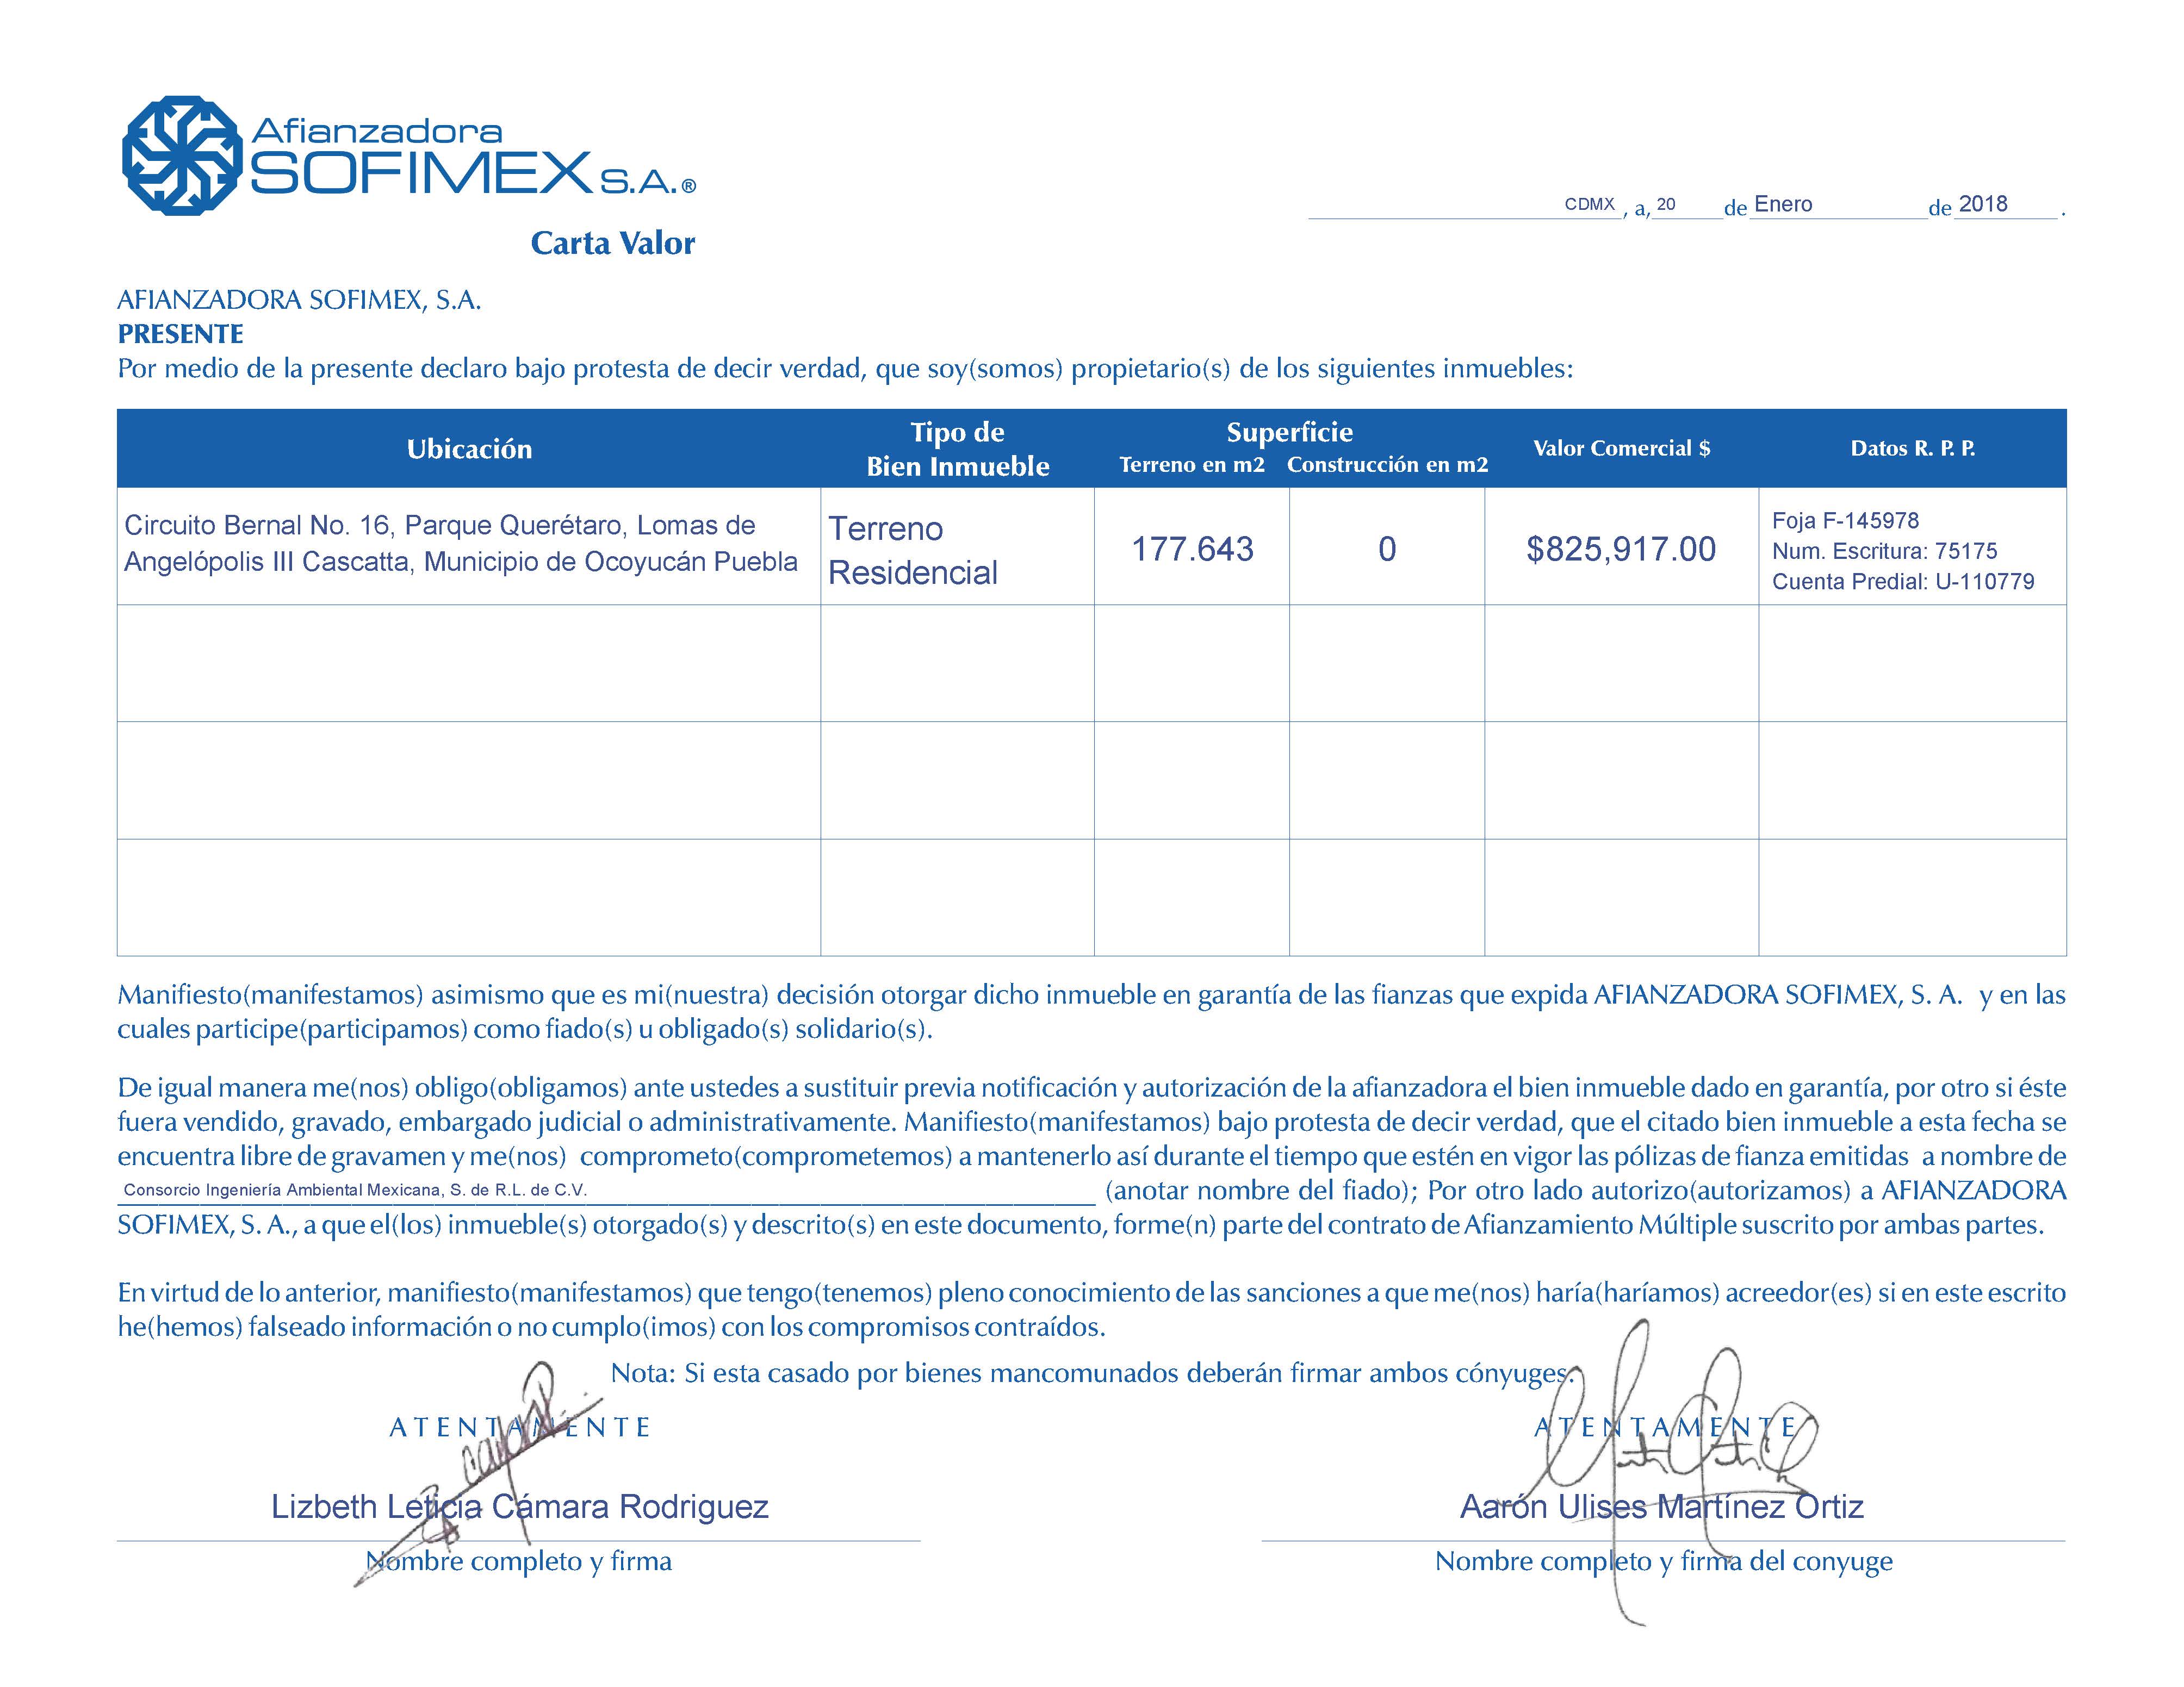 Afianzadora
SOFIMEX S.A.®
CDMX, a, 20 de Enero de 2018.
Carta Valor
AFIANZADORA SOFIMEX, S.A.
PRESENTE
Por medio de la presente declaro bajo protesta de decir verdad, que soy(somos) propietario(s) de los siguientes inmuebles:
Ubicación
Tipo de
Bien Inmueble
Superficie
Terreno en m2 Construcción en m2
Valor Comercial $
Datos R. P. P.
Circuito Bernal No. 16, Parque Querétaro, Lomas de
Angelópolis III Cascatta, Municipio de Ocoyucán Puebla
Terreno
Residencial
177.643
0
$825,917.00
Foja F-145978
Num. Escritura: 75175
Cuenta Predial: U-110779
Manifiesto(manifestamos) asimismo que es mi(nuestra) decisión otorgar dicho inmueble en garantía de las fianzas que expida AFIANZADORA SOFIMEX, S. A. y en las
cuales participe(participamos) como fiado(s) u obligado(s) solidario(s).
De igual manera me(nos) obligo(obligamos) ante ustedes a sustituir previa notificación y autorización de la afianzadora el bien inmueble dado en garantía, por otro si éste
fuera vendido, gravado, embargado judicial o administrativamente. Manifiesto(manifestamos) bajo protesta de decir verdad, que el citado bien inmueble a esta fecha se
encuentra libre de gravamen y me(nos) comprometo(comprometemos) a mantenerlo así durante el tiempo que estén en vigor las pólizas de fianza emitidas a nombre de
Consorcio Ingeniería Ambiental Mexicana, S. de R.L. de C.V. (anotar nombre del fiado); Por otro lado autorizo(autorizamos) a AFIANZADORA
SOFIMEX, S. A., a que el(los) inmueble(s) otorgado(s) y descrito(s) en este documento, forme(n) parte del contrato de Afianzamiento Múltiple suscrito por ambas partes.
En virtud de lo anterior, manifiesto(manifestamos) que tengo(tenemos) pleno conocimiento de las sanciones a que me(nos) haría(haríamos) acreedor(es) si en este escrito
he(hemos) falseado información o no cumplo(imos) con los compromisos contraídos.
Nota: Si esta casado por bienes mancomunados deberán firmar ambos cónyuges.
ATENTAMENTE
Lizbeth Leticia Cámara Rodriguez
Nombre completo y firma
ATENTAMENTE
Aarón Ulises Martínez Ortiz
Nombre completo y firma del conyuge